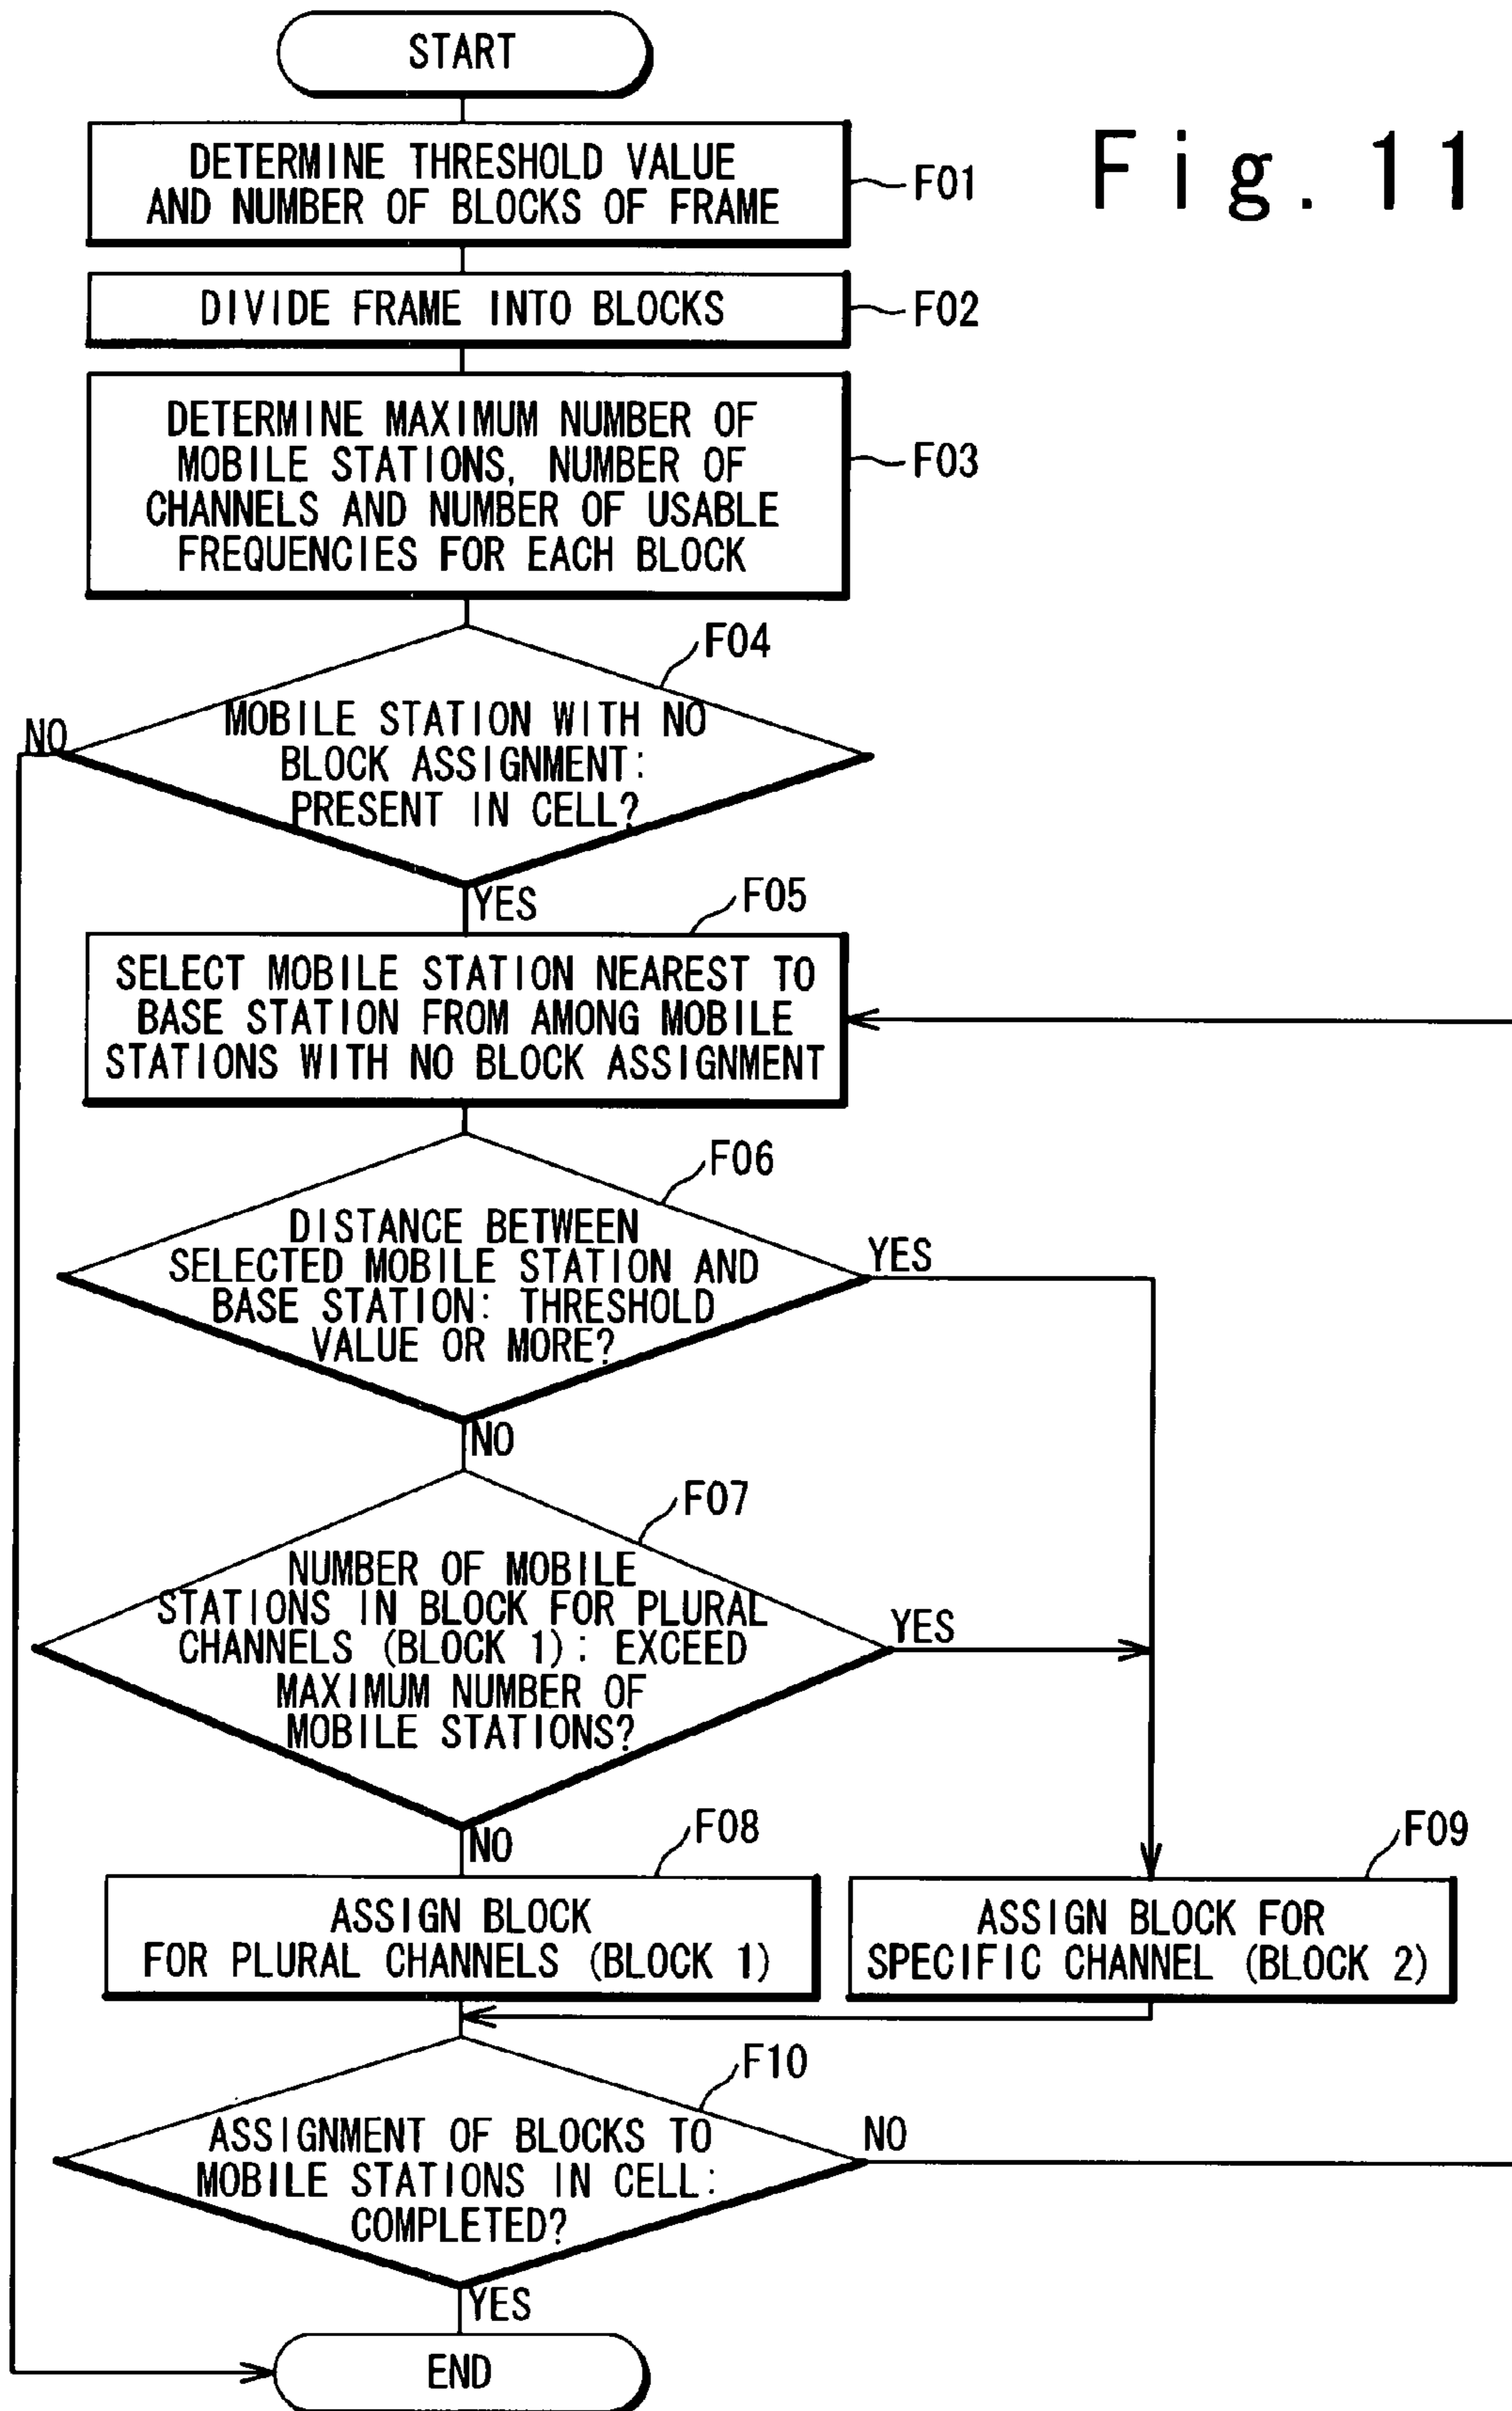 START
Fig. 11
DETERMINE THRESHOLD VALUE
AND NUMBER OF BLOCKS OF FRAME
F01
DIVIDE FRAME INTO BLOCKS
F02
DETERMINE MAXIMUM NUMBER OF
MOBILE STATIONS, NUMBER OF
CHANNELS AND NUMBER OF USABLE
FREQUENCIES FOR EACH BLOCK
F03
F04
MOBILE STATION WITH NO
BLOCK ASSIGNMENT:
PRESENT IN CELL?
NO
YES
F05
SELECT MOBILE STATION NEAREST TO
BASE STATION FROM AMONG MOBILE
STATIONS WITH NO BLOCK ASSIGNMENT
F06
DISTANCE BETWEEN
SELECTED MOBILE STATION AND
BASE STATION: THRESHOLD
VALUE OR MORE?
YES
NO
F07
NUMBER OF MOBILE
STATIONS IN BLOCK FOR PLURAL
CHANNELS (BLOCK 1): EXCEED
MAXIMUM NUMBER OF
MOBILE STATIONS?
YES
NO
F08
ASSIGN BLOCK
FOR PLURAL CHANNELS (BLOCK 1)
F09
ASSIGN BLOCK FOR
SPECIFIC CHANNEL (BLOCK 2)
F10
ASSIGNMENT OF BLOCKS TO
MOBILE STATIONS IN CELL:
COMPLETED?
NO
YES
END